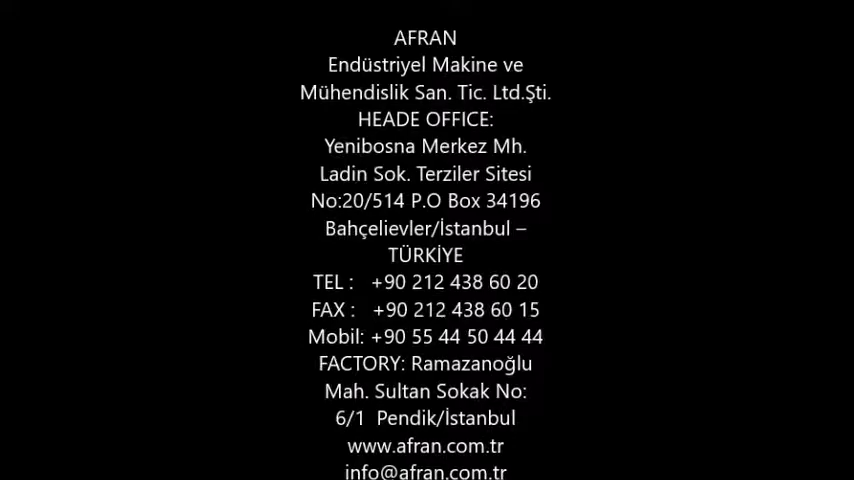 AFRAN
Endüstriyel Makine ve
Mühendislik San. Tic. Ltd.Şti.
HEADE OFFICE:
Yenibosna Merkez Mh.
Ladin Sok. Terziler Sitesi
No:20/514 P.O Box 34196
Bahçelievler/İstanbul –
TÜRKİYE
TEL :   +90 212 438 60 20
FAX :   +90 212 438 60 15
Mobil: +90 55 44 50 44 44
FACTORY: Ramazanoğlu
Mah. Sultan Sokak No:
6/1  Pendik/İstanbul
www.afran.com.tr
info@afran.com.tr